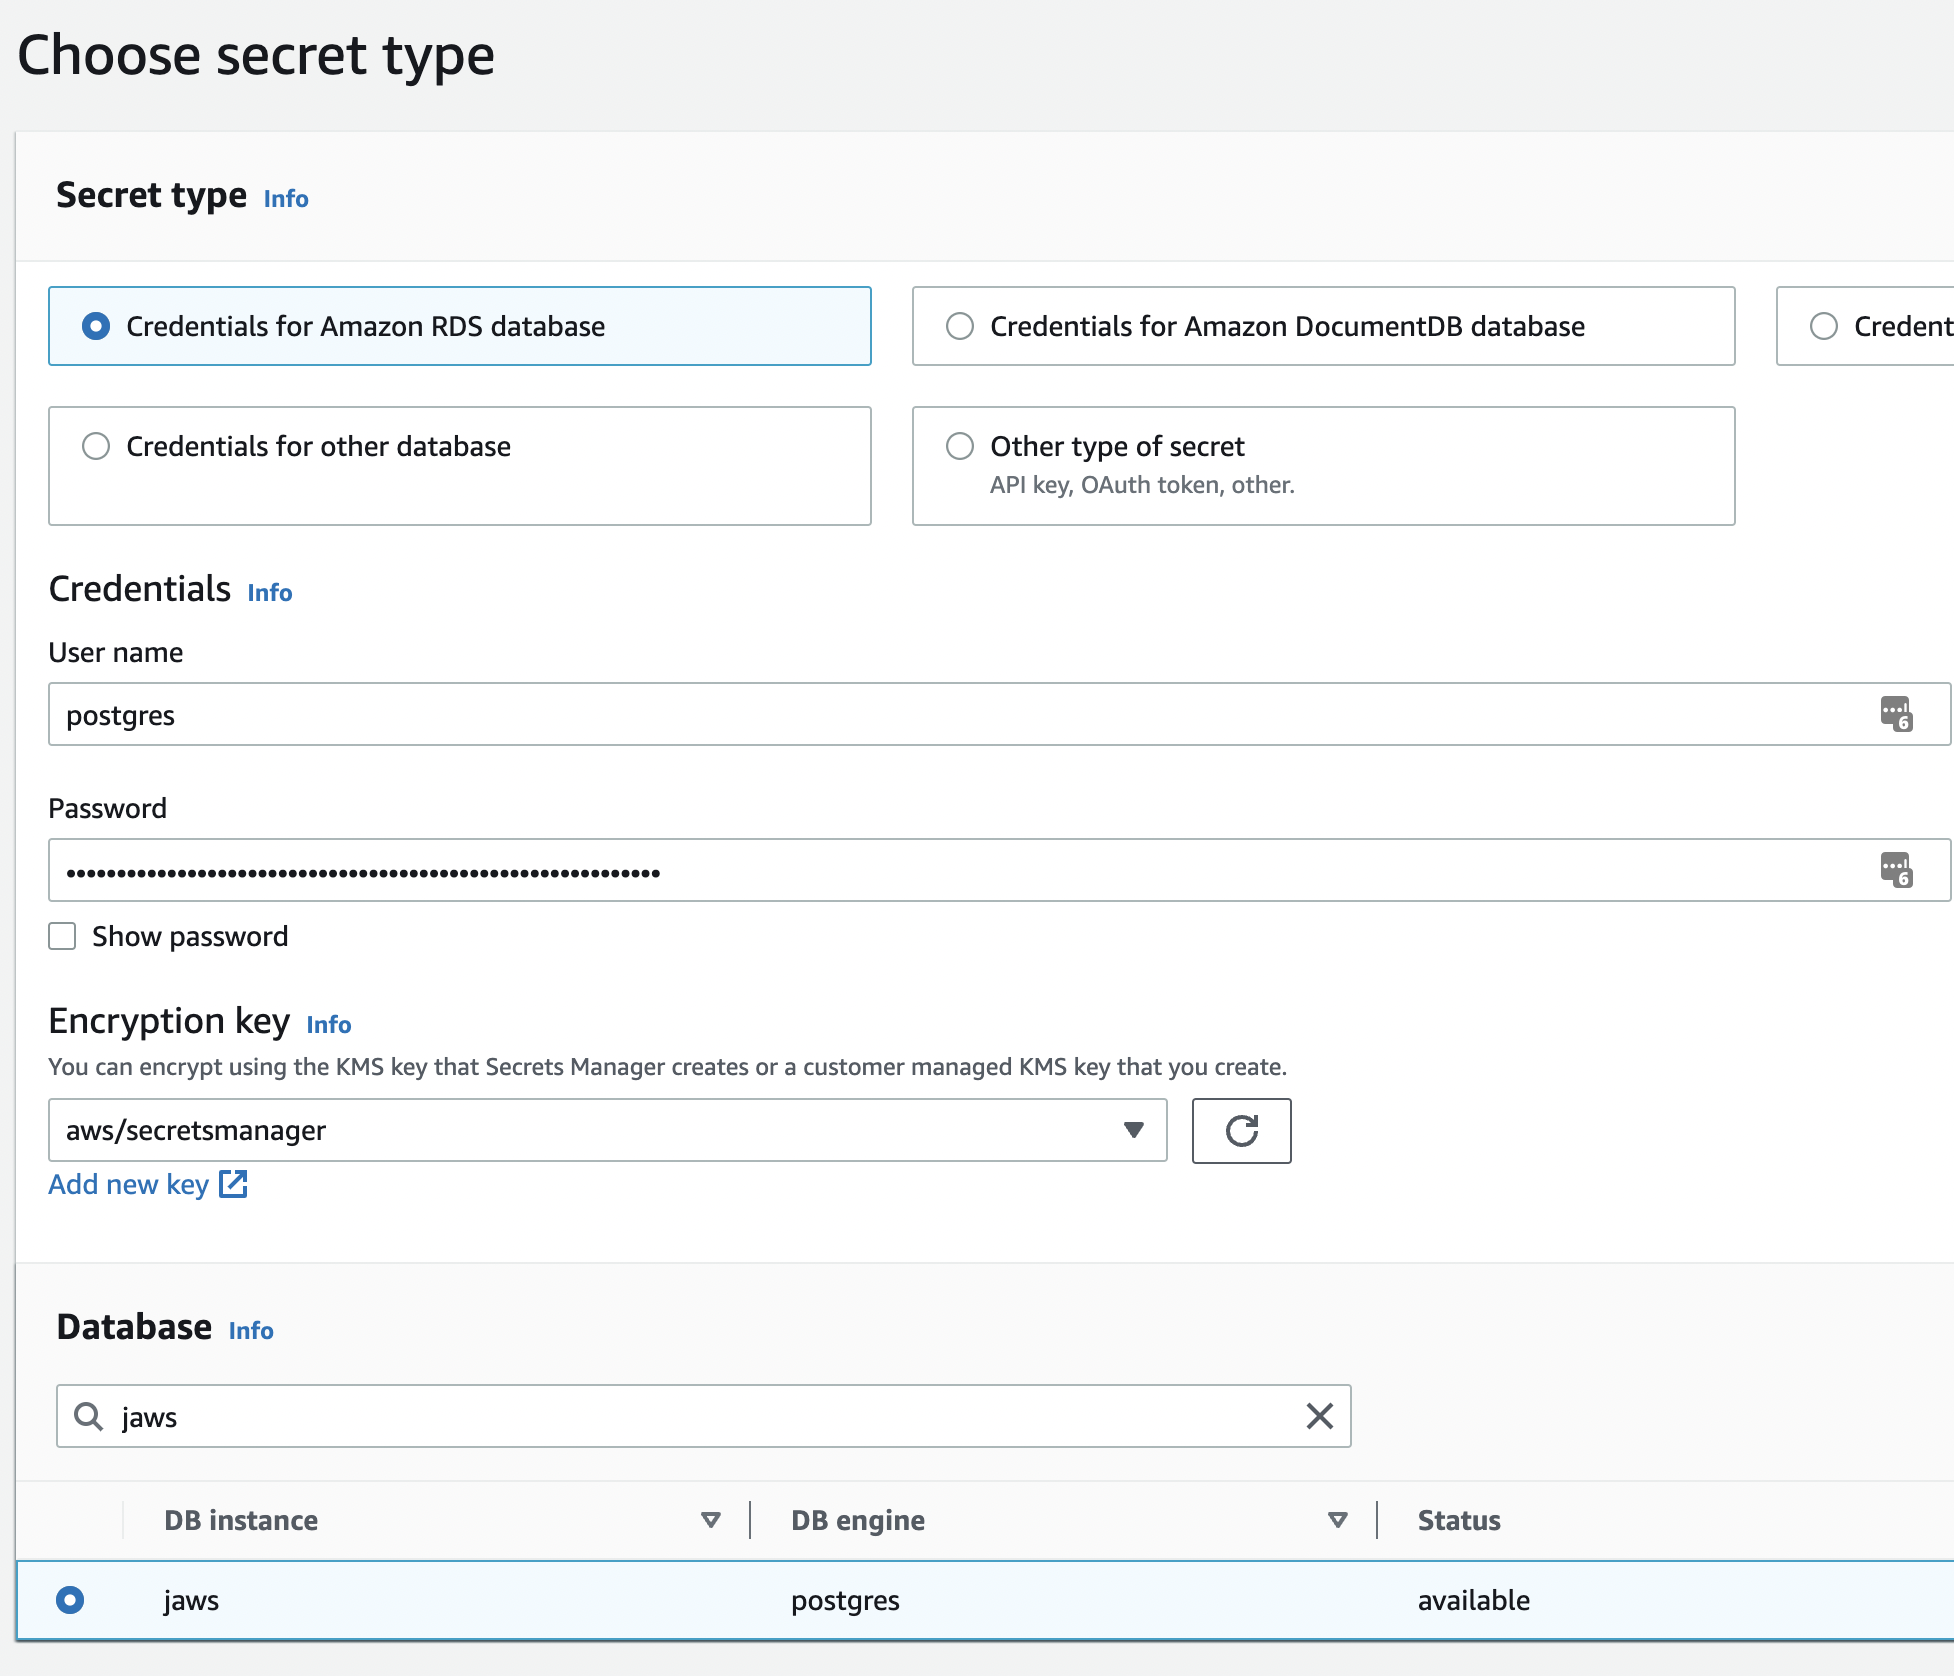 Choose secret type
Secret type Info
Credentials for Amazon RDS database
Credentials for Amazon DocumentDB database
Credent
Credentials for other database
Other type of secret
API key, OAuth token, other.
Credentials Info
User name
postgres
6
Password
••••••••••••••••••••••••••••••••••••••••••••••••••••••••••••
6
Show password
Encryption key Info
You can encrypt using the KMS key that Secrets Manager creates or a customer managed KMS key that you create.
aws/secretsmanager
Add new key
Database Info
jaws
DB instance DB engine Status
jaws postgres available